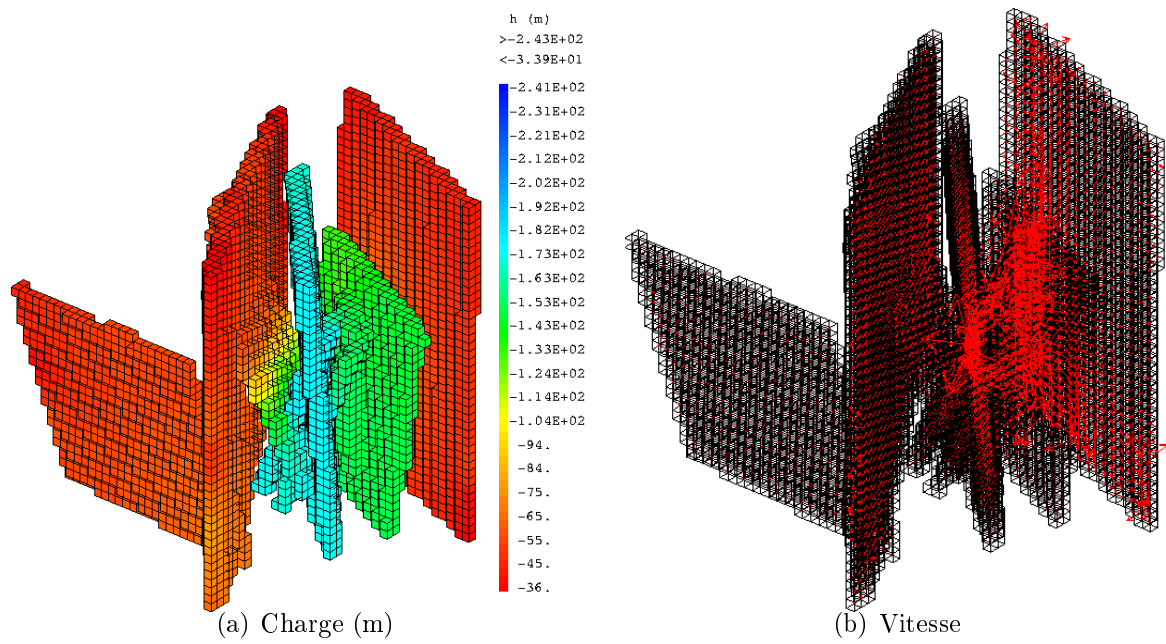 h (m)
>-2.43E+02
<-3.39E+01
-2.41E+02
-2.31E+02
-2.21E+02
-2.12E+02
-2.02E+02
-1.92E+02
-1.82E+02
-1.73E+02
-1.63E+02
-1.53E+02
-1.43E+02
-1.33E+02
-1.24E+02
-1.14E+02
-1.04E+02
-94.
-84.
-75.
-65.
-55.
-45.
-36.
(a) Charge (m)
(b) Vitesse